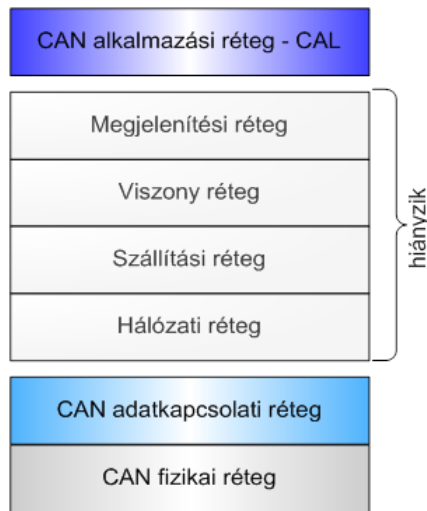 CAN alkalmazási réteg - CAL
Megjelenítési réteg
Viszony réteg
Szállítási réteg
Hálózati réteg
hiányzik
CAN adatkapcsolati réteg
CAN fizikai réteg